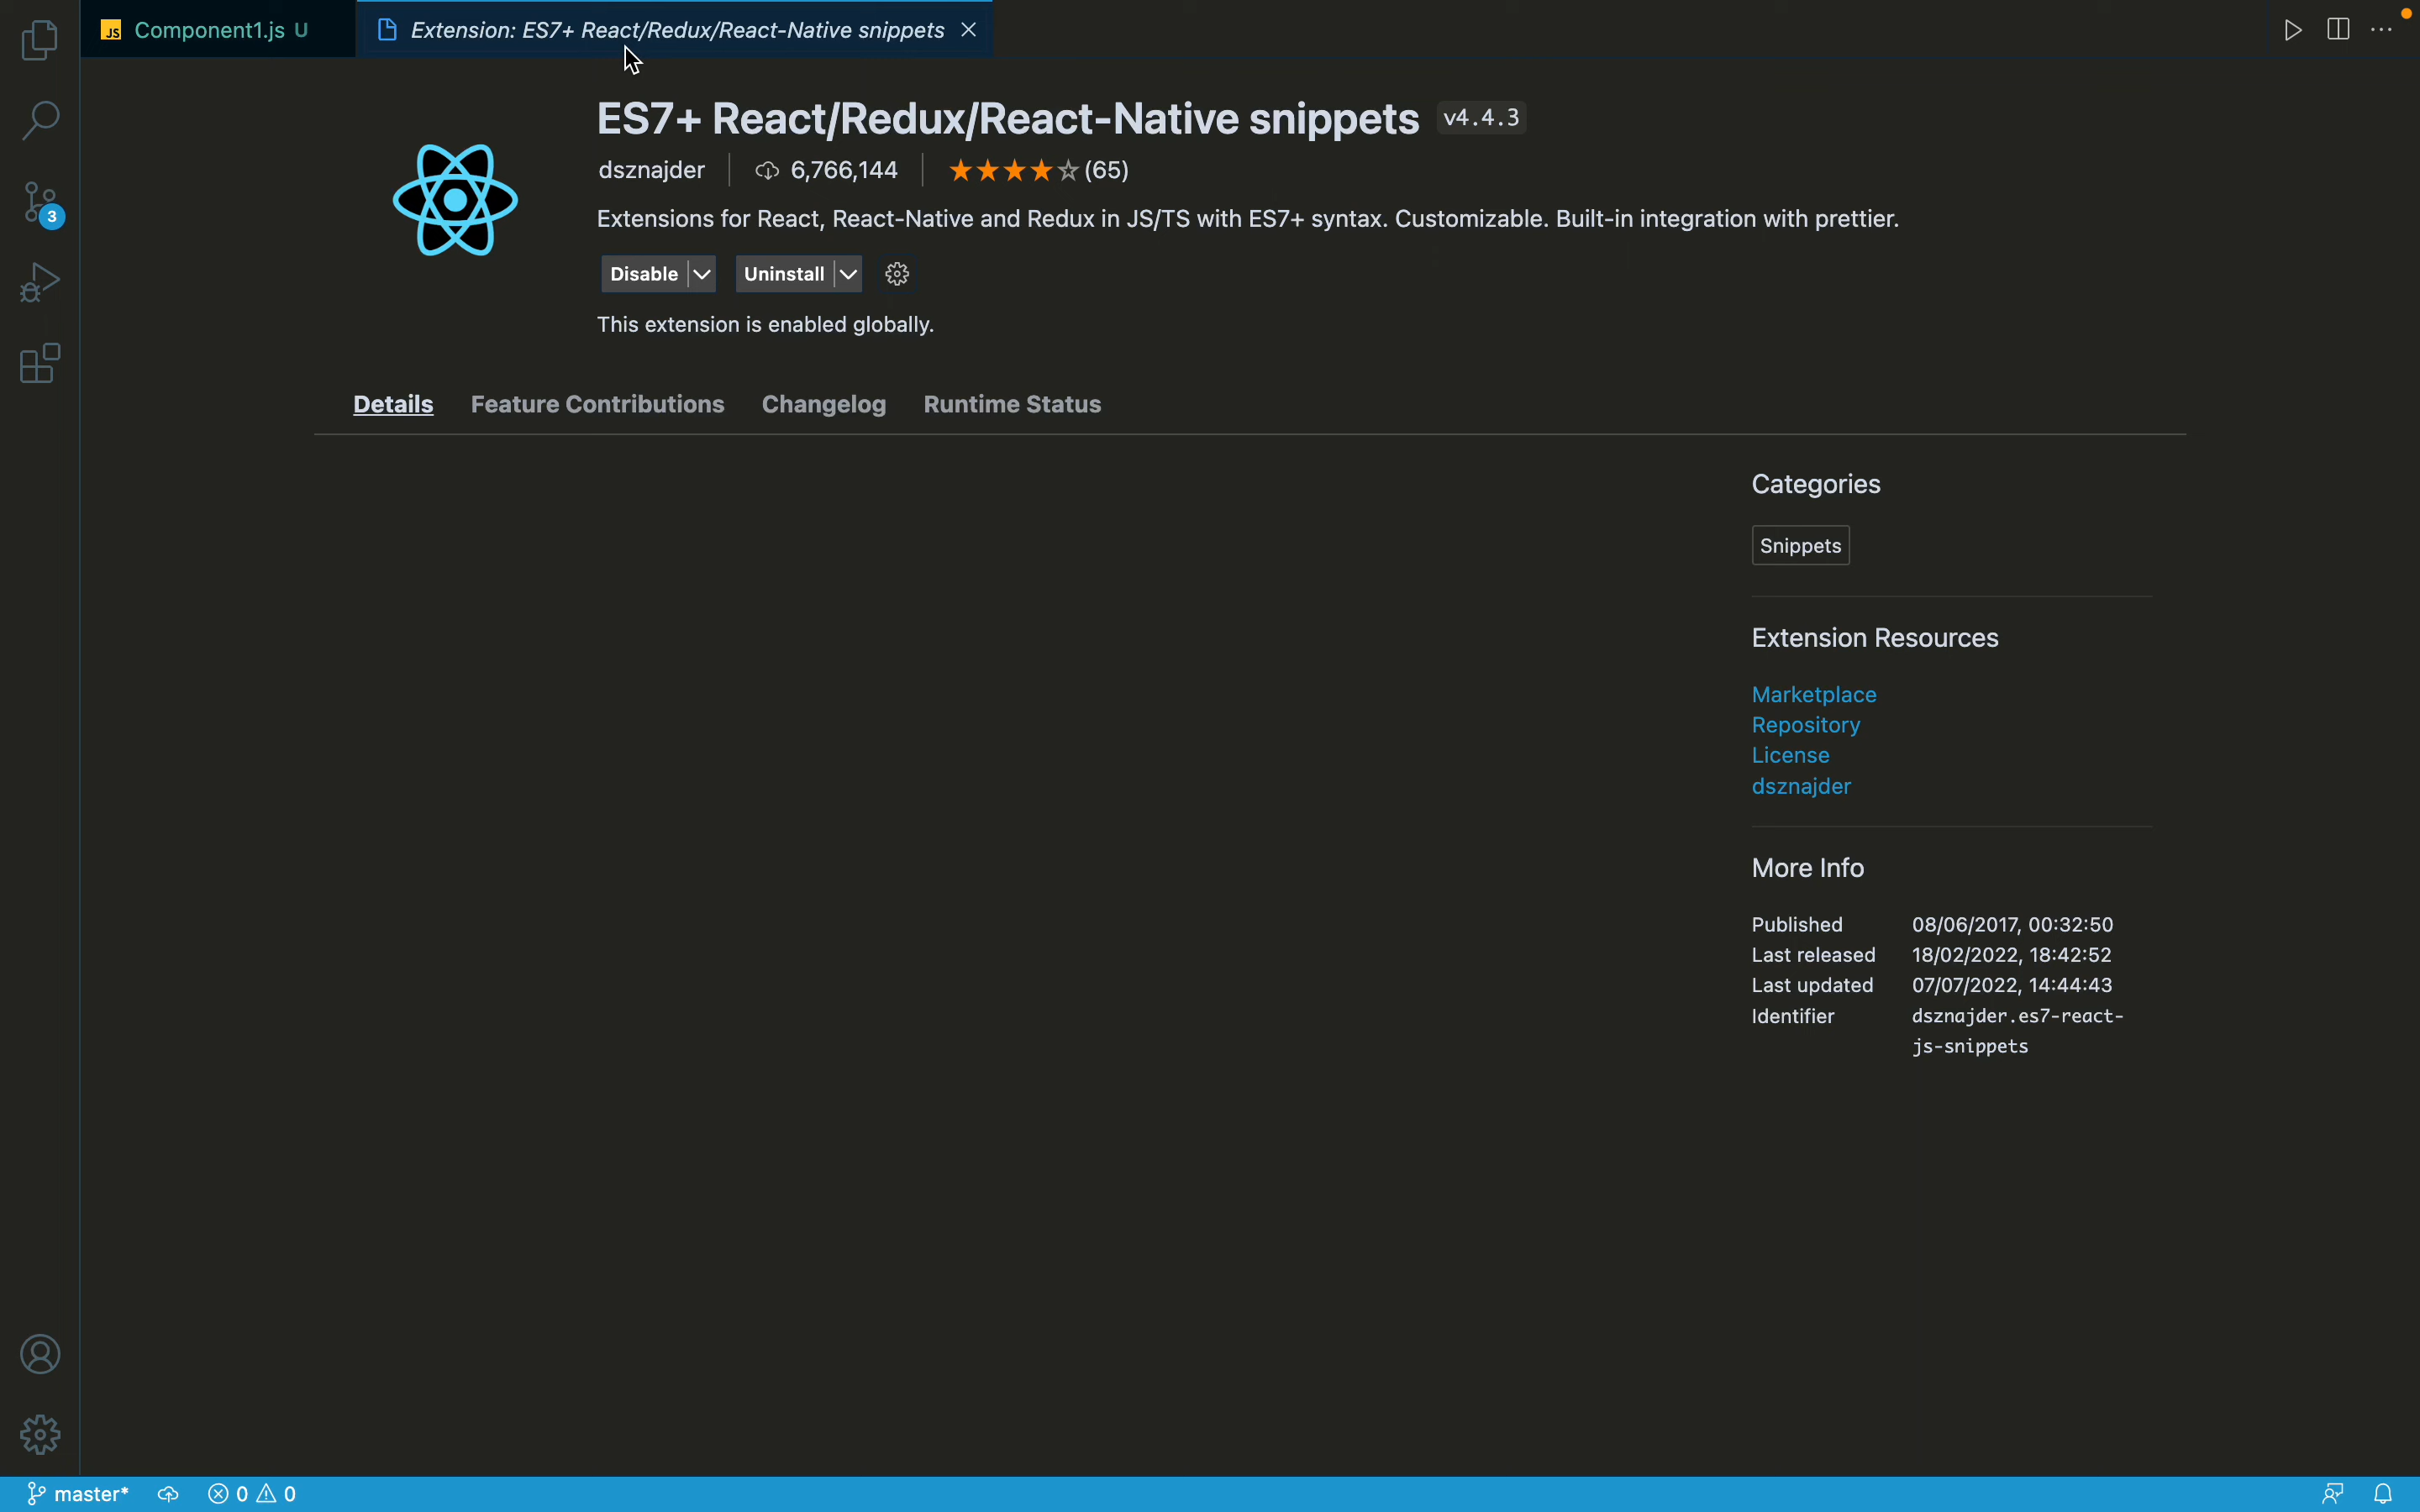 JS Component1.js U
Extension: ES7+ React/Redux/React-Native snippets
ES7+ React/Redux/React-Native snippets v4.4.3
dsznajder 6,766,144 ★★★★☆ (65)
Extensions for React, React-Native and Redux in JS/TS with ES7+ syntax. Customizable. Built-in integration with prettier.
Disable Uninstall
This extension is enabled globally.
3
Details Feature Contributions Changelog Runtime Status
Categories
Snippets
Extension Resources
Marketplace
Repository
License
dsznajder
More Info
Published 08/06/2017, 00:32:50
Last released 18/02/2022, 18:42:52
Last updated 07/07/2022, 14:44:43
Identifier dsznajder.es7-react-
js-snippets
master* 0 0